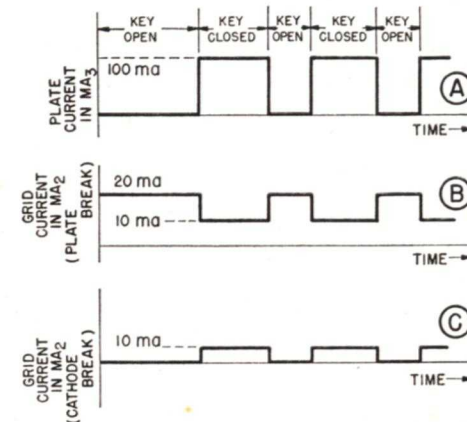 KEY OPEN
KEY CLOSED
KEY OPEN
KEY CLOSED
KEY OPEN
PLATE
CURRENT
IN MA3
100 ma
A
TIME
GRID
CURRENT
IN MA2
(PLATE
BREAK)
20 ma
10 ma
B
TIME
GRID
CURRENT
IN MA2
(CATHODE
BREAK)
10 ma
C
TIME